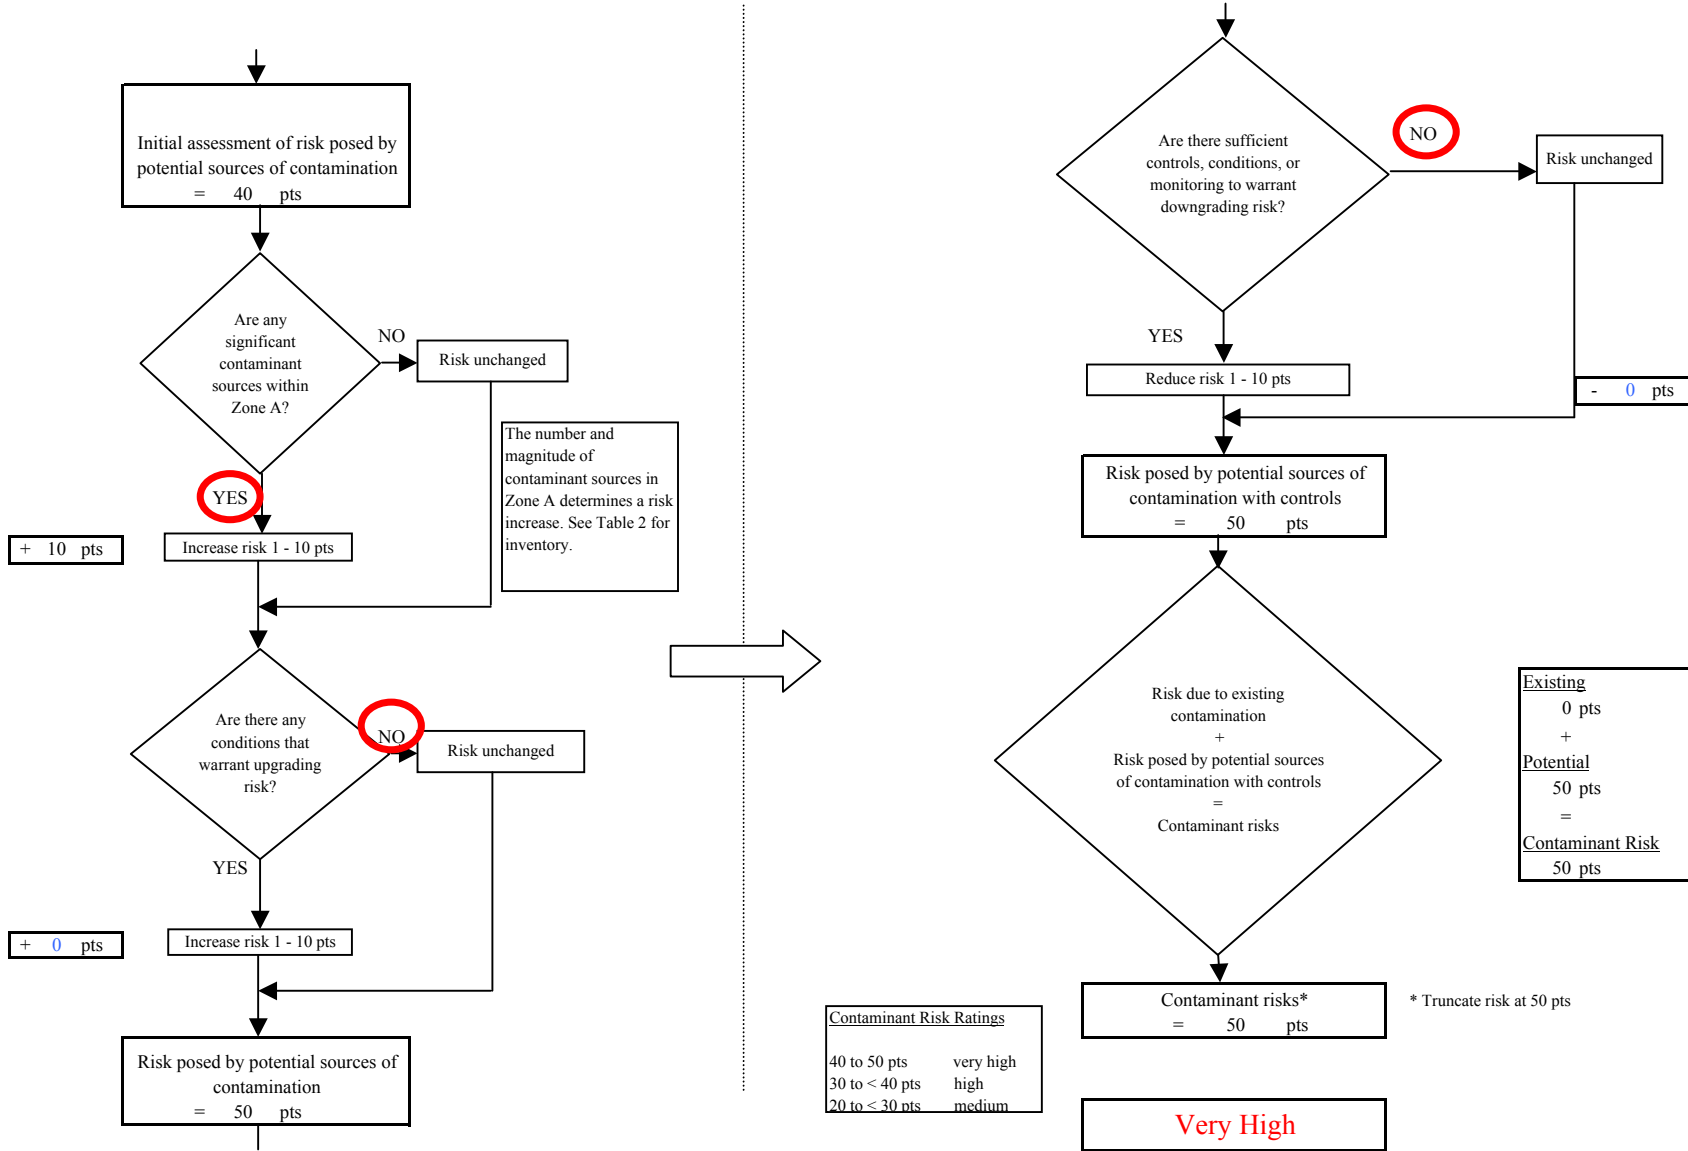 Initial assessment of risk posed by
potential sources of contamination
= 40 pts
Are any
significant
contaminant
sources within
Zone A?
NO
Risk unchanged
The number and
magnitude of
contaminant sources in
Zone A determines a risk
increase. See Table 2 for
inventory.
YES
+ 10 pts
Increase risk 1 - 10 pts
Are there any
conditions that
warrant upgrading
risk?
NO
Risk unchanged
YES
+ 0 pts
Increase risk 1 - 10 pts
Risk posed by potential sources of
contamination
= 50 pts
Are there sufficient
controls, conditions, or
monitoring to warrant
downgrading risk?
NO
Risk unchanged
YES
Reduce risk 1 - 10 pts
- 0 pts
Risk posed by potential sources of
contamination with controls
= 50 pts
Risk due to existing
contamination
+
Risk posed by potential sources
of contamination with controls
=
Contaminant risks
Existing
0 pts
+
Potential
50 pts
=
Contaminant Risk
50 pts
Contaminant risks*
= 50 pts
* Truncate risk at 50 pts
Contaminant Risk Ratings
40 to 50 pts very high
30 to < 40 pts high
20 to < 30 pts medium
Very High